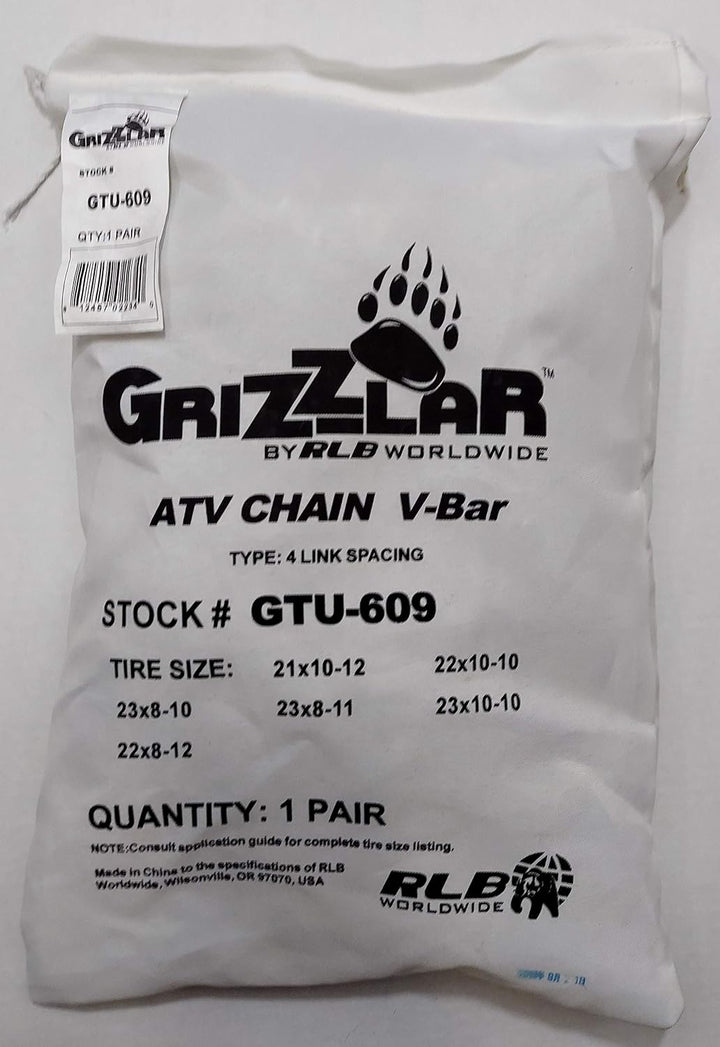 GRIZZLAR
STOCK #
GTU-609
QTY:1 PAIR
GRIZZLAR™
BY RLB WORLDWIDE
ATV CHAIN V-Bar
TYPE: 4 LINK SPACING
STOCK # GTU-609
TIRE SIZE: 21x10-12 22x10-10
23x8-10 23x8-11 23x10-10
22x8-12
QUANTITY: 1 PAIR
NOTE:Consult application guide for complete tire size listing.
Made in China to the specifications of RLB
Worldwide, Wilsonville, OR 97070, USA
RLB
WORLDWIDE